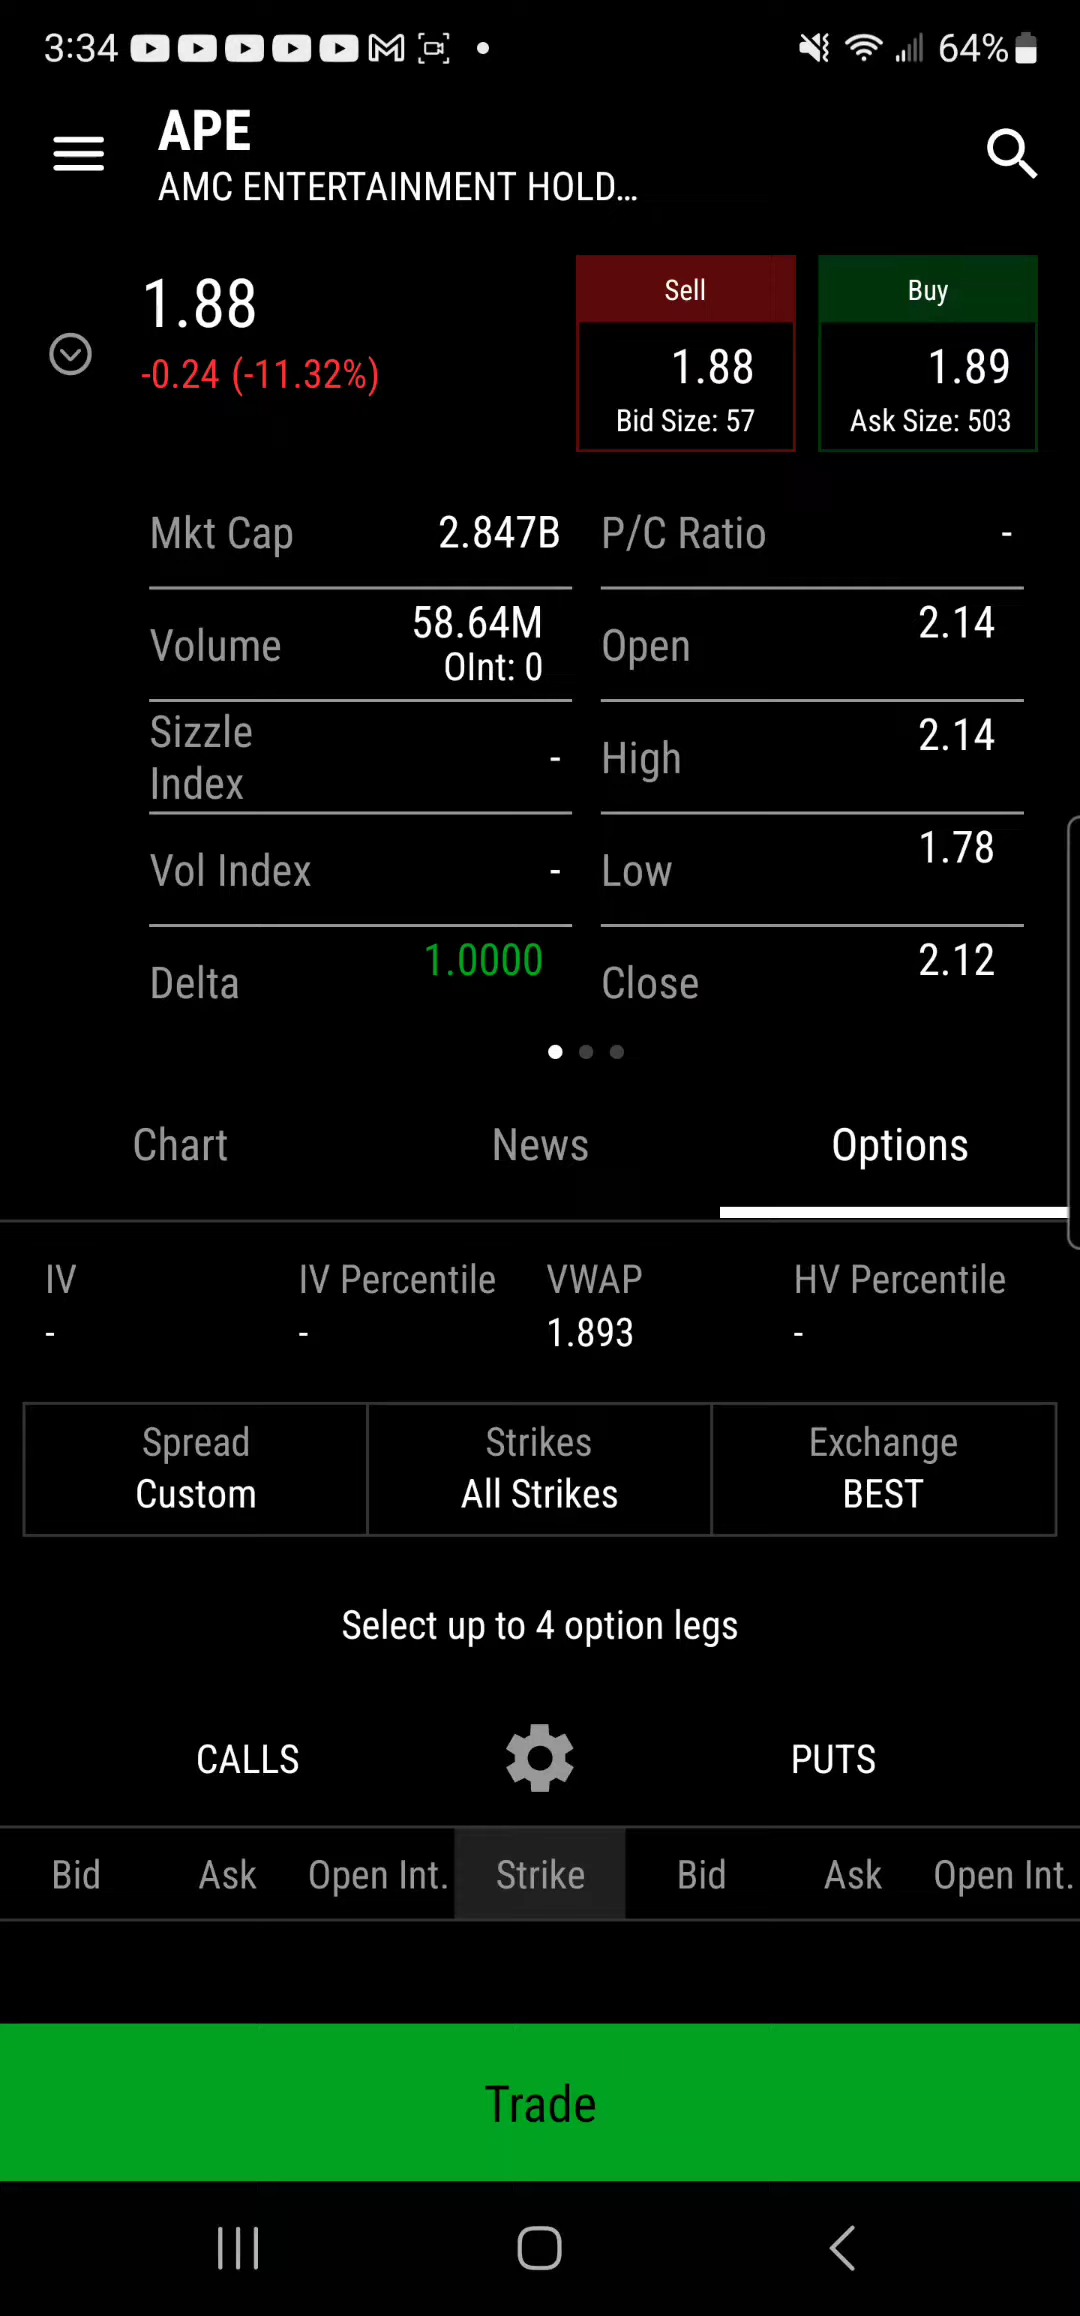 3:34 64%
APE
AMC ENTERTAINMENT HOLD...
1.88
-0.24 (-11.32%)
Sell
1.88
Bid Size: 57
Buy
1.89
Ask Size: 503
Mkt Cap 2.847B
P/C Ratio -
Volume 58.64M
OInt: 0
Open 2.14
Sizzle
Index -
High 2.14
Vol Index -
Low 1.78
Delta 1.0000
Close 2.12
Chart News Options
IV IV Percentile VWAP HV Percentile
- - 1.893 -
Spread Strikes Exchange
Custom All Strikes BEST
Select up to 4 option legs
CALLS PUTS
Bid Ask Open Int. Strike Bid Ask Open Int.
Trade